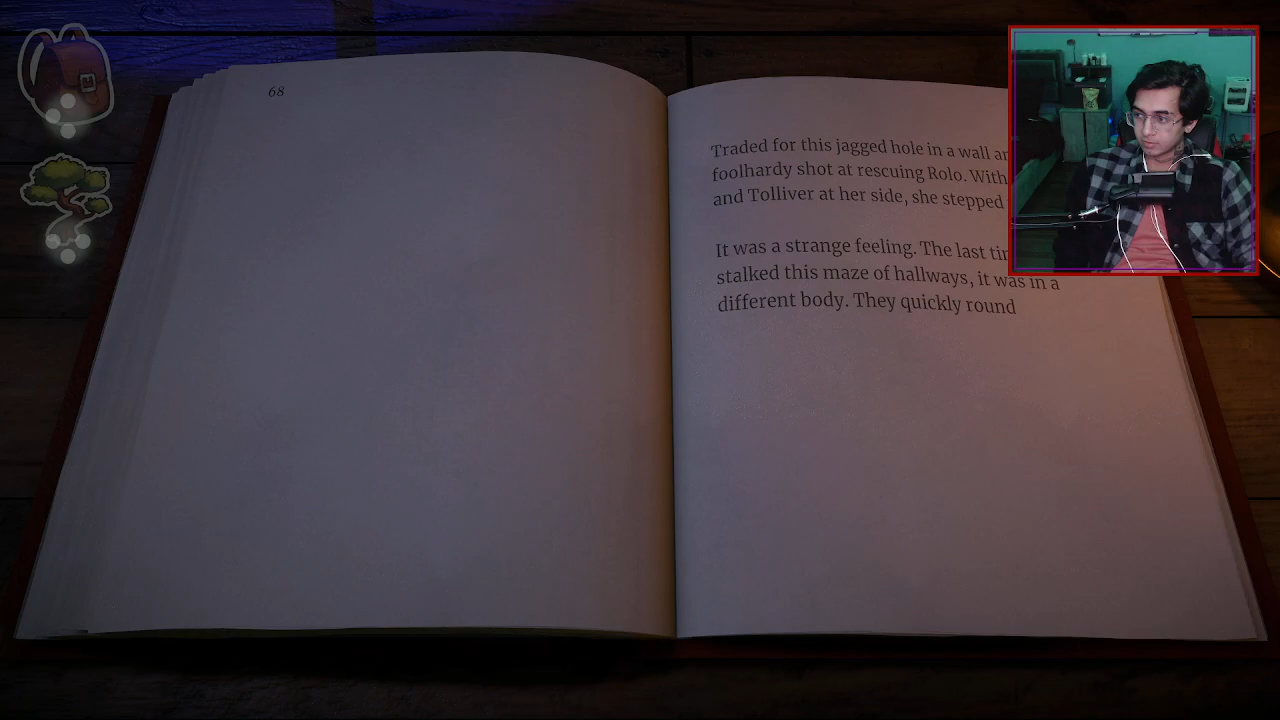 68
Traded for this jagged hole in a wall
foolhardy shot at rescuing Rolo. With
and Tolliver at her side, she stepped
It was a strange feeling. The last
stalked this maze of hallways, it was in a
different body. They quickly round